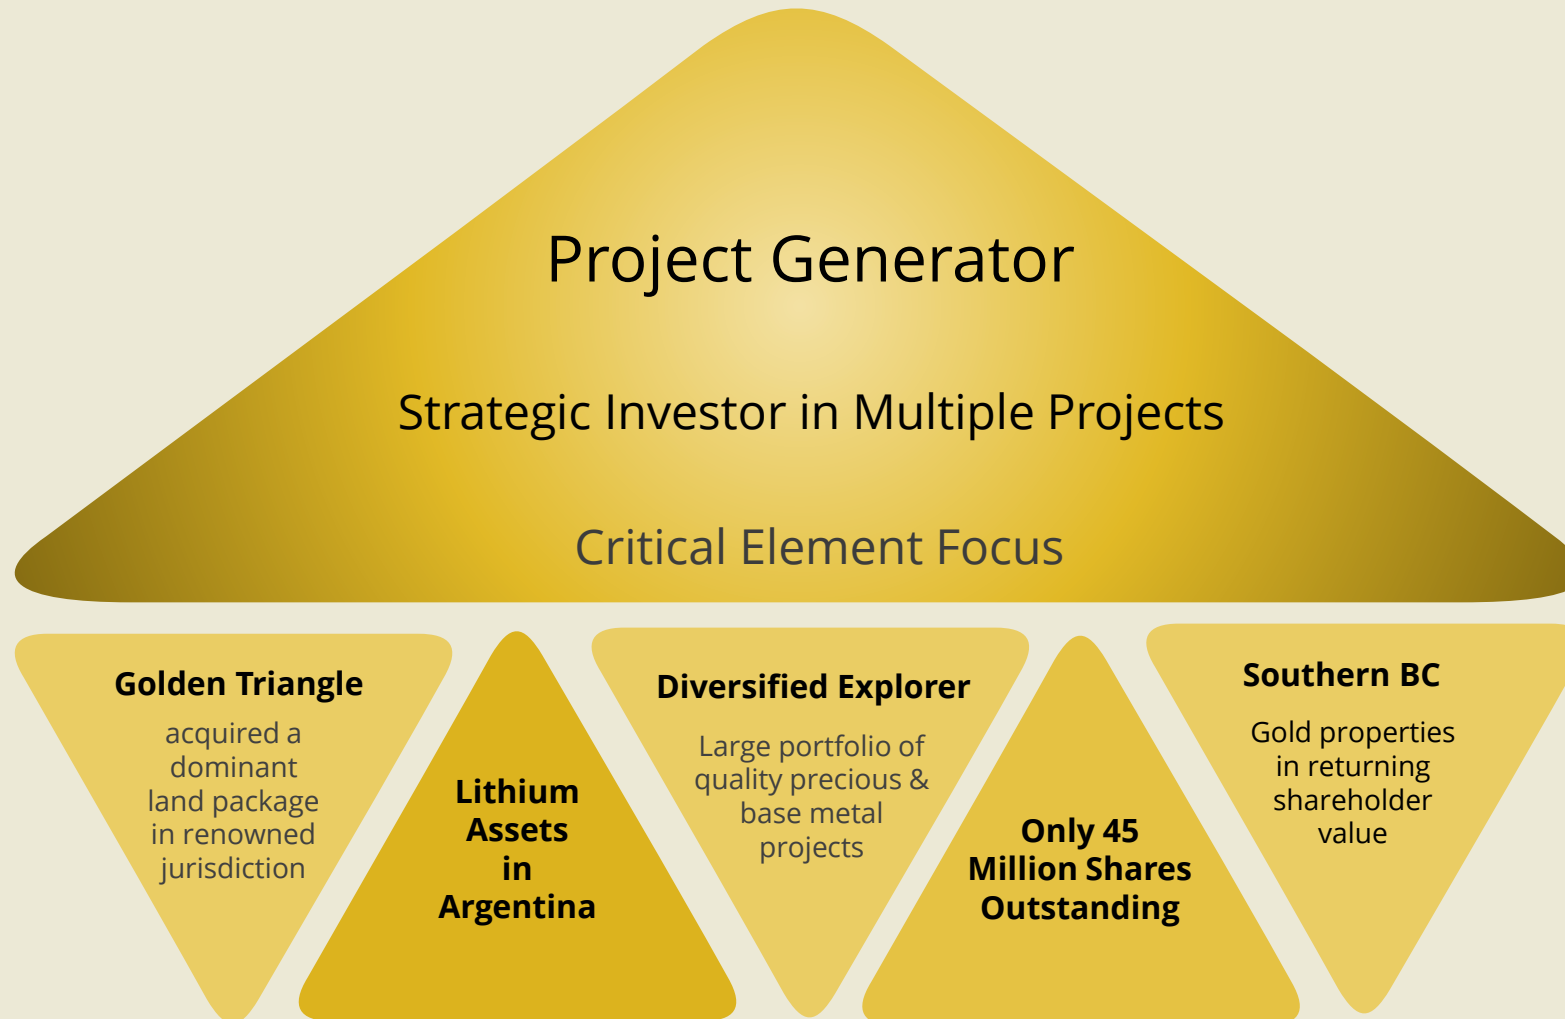 Project Generator
Strategic Investor in Multiple Projects
Critical Element Focus
Golden Triangle
acquired a
dominant
land package
in renowned
jurisdiction
Lithium
Assets
in
Argentina
Diversified Explorer
Large portfolio of
quality precious &
base metal
projects
Only 45
Million Shares
Outstanding
Southern BC
Gold properties
in returning
shareholder
value